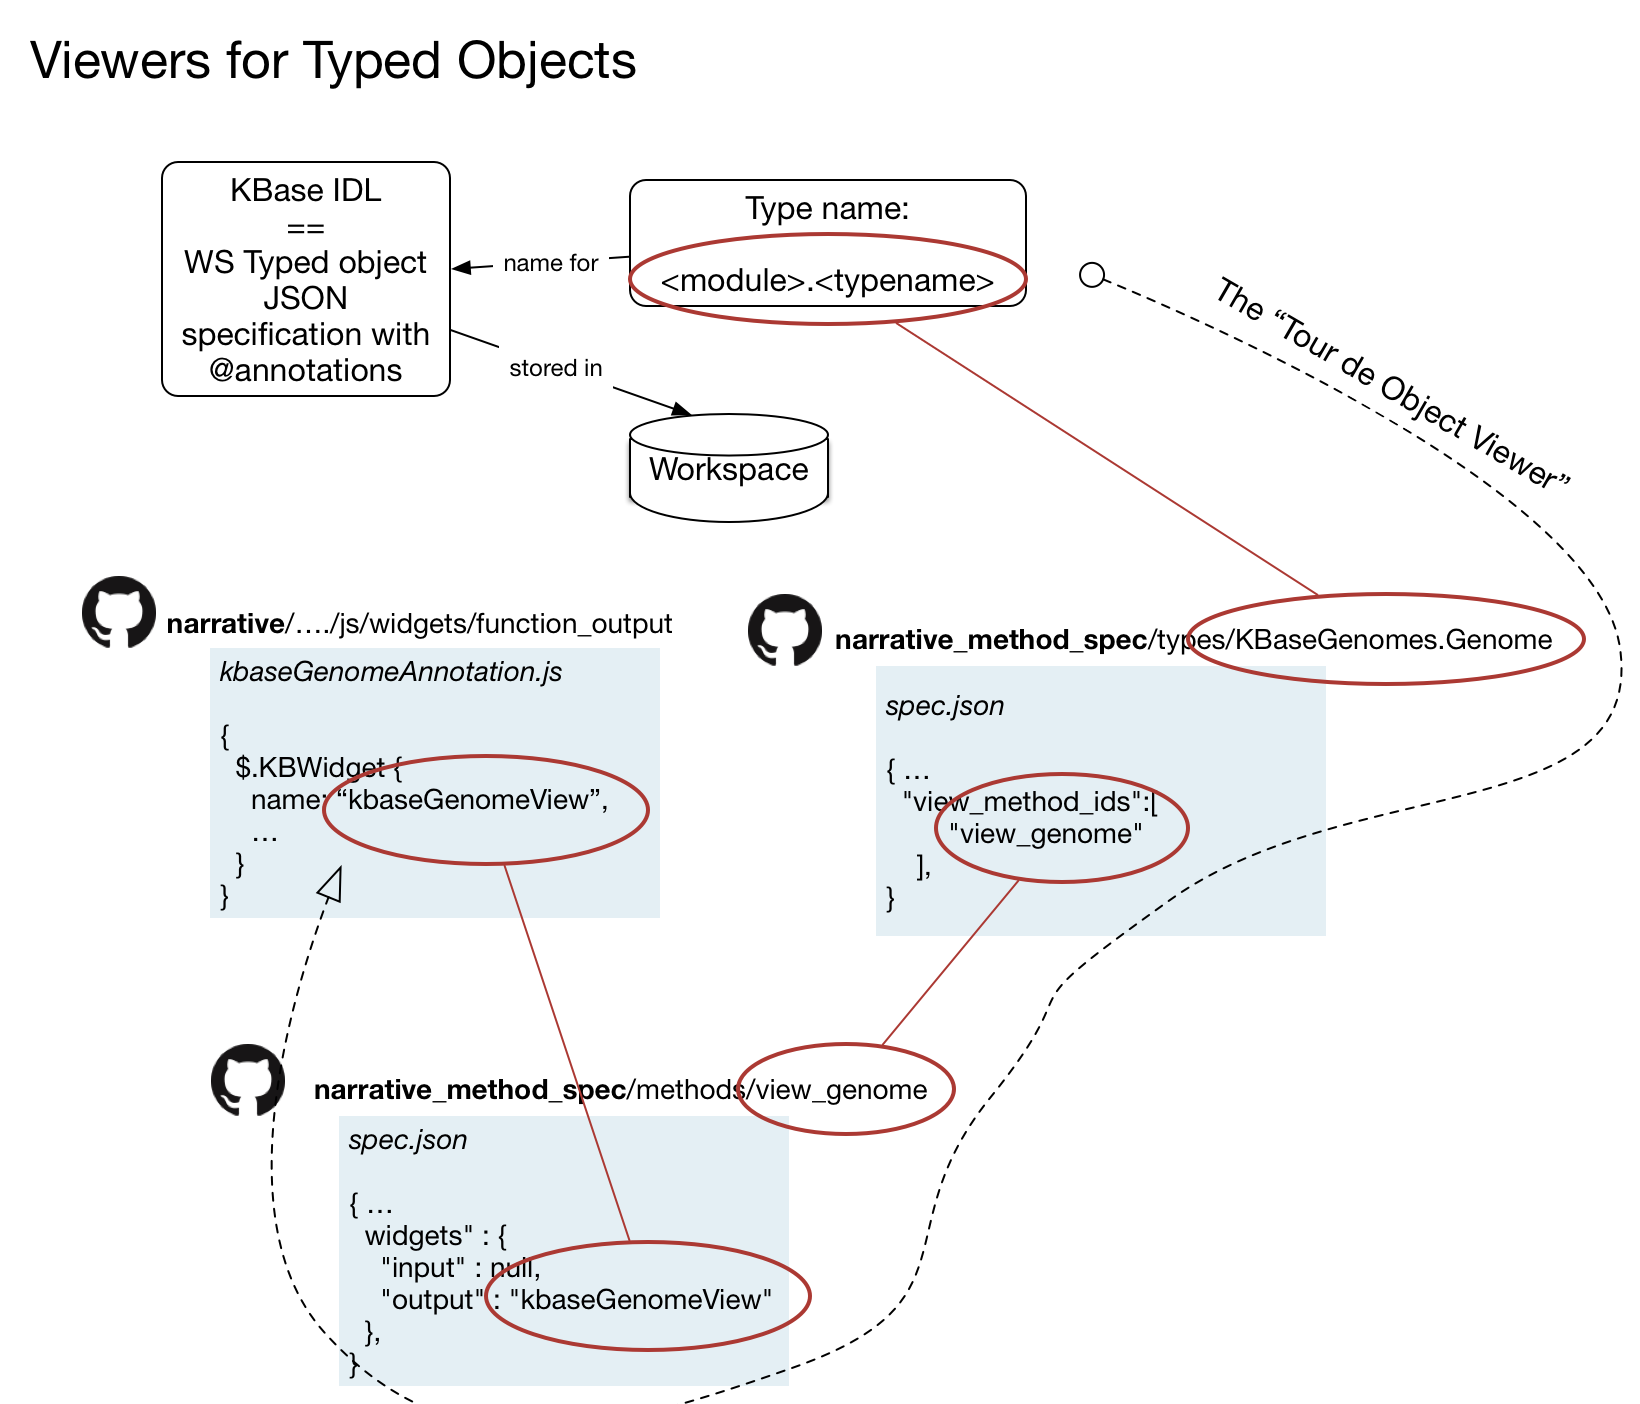 Viewers for Typed Objects
KBase IDL
==
WS Typed object
JSON
specification with
@annotations
name for
Type name:
<module>.<typename>
stored in
Workspace
The “Tour de Object Viewer”
narrative/…./js/widgets/function_output
kbaseGenomeAnnotation.js
{
$.KBWidget {
name: “kbaseGenomeView”,
…
}
}
narrative_method_spec/types/KBaseGenomes.Genome
spec.json
{ …
"view_method_ids":[
"view_genome"
],
}
narrative_method_spec/methods/view_genome
spec.json
{ …
widgets" : {
"input" : null,
"output" : "kbaseGenomeView"
},
}